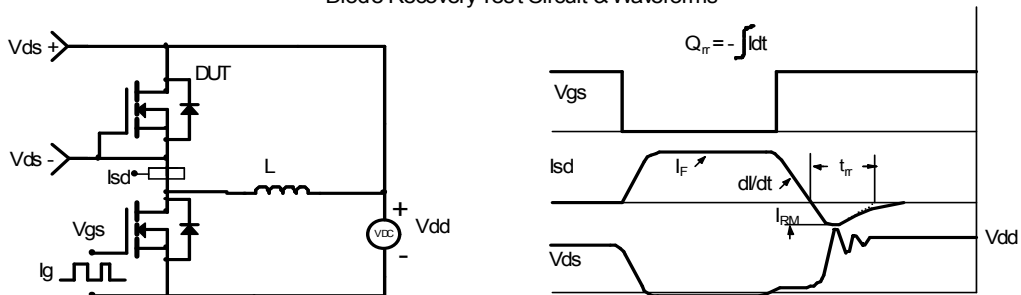 Diode Recovery Test Circuit & Waveforms
Vds +
DUT
Vds -
Isd
L
Vgs
Ig
+
VDC
-
Vdd
Qrr = - ∫Idt
Vgs
Isd
IF
dI/dt
trr
IRM
Vdd
Vds